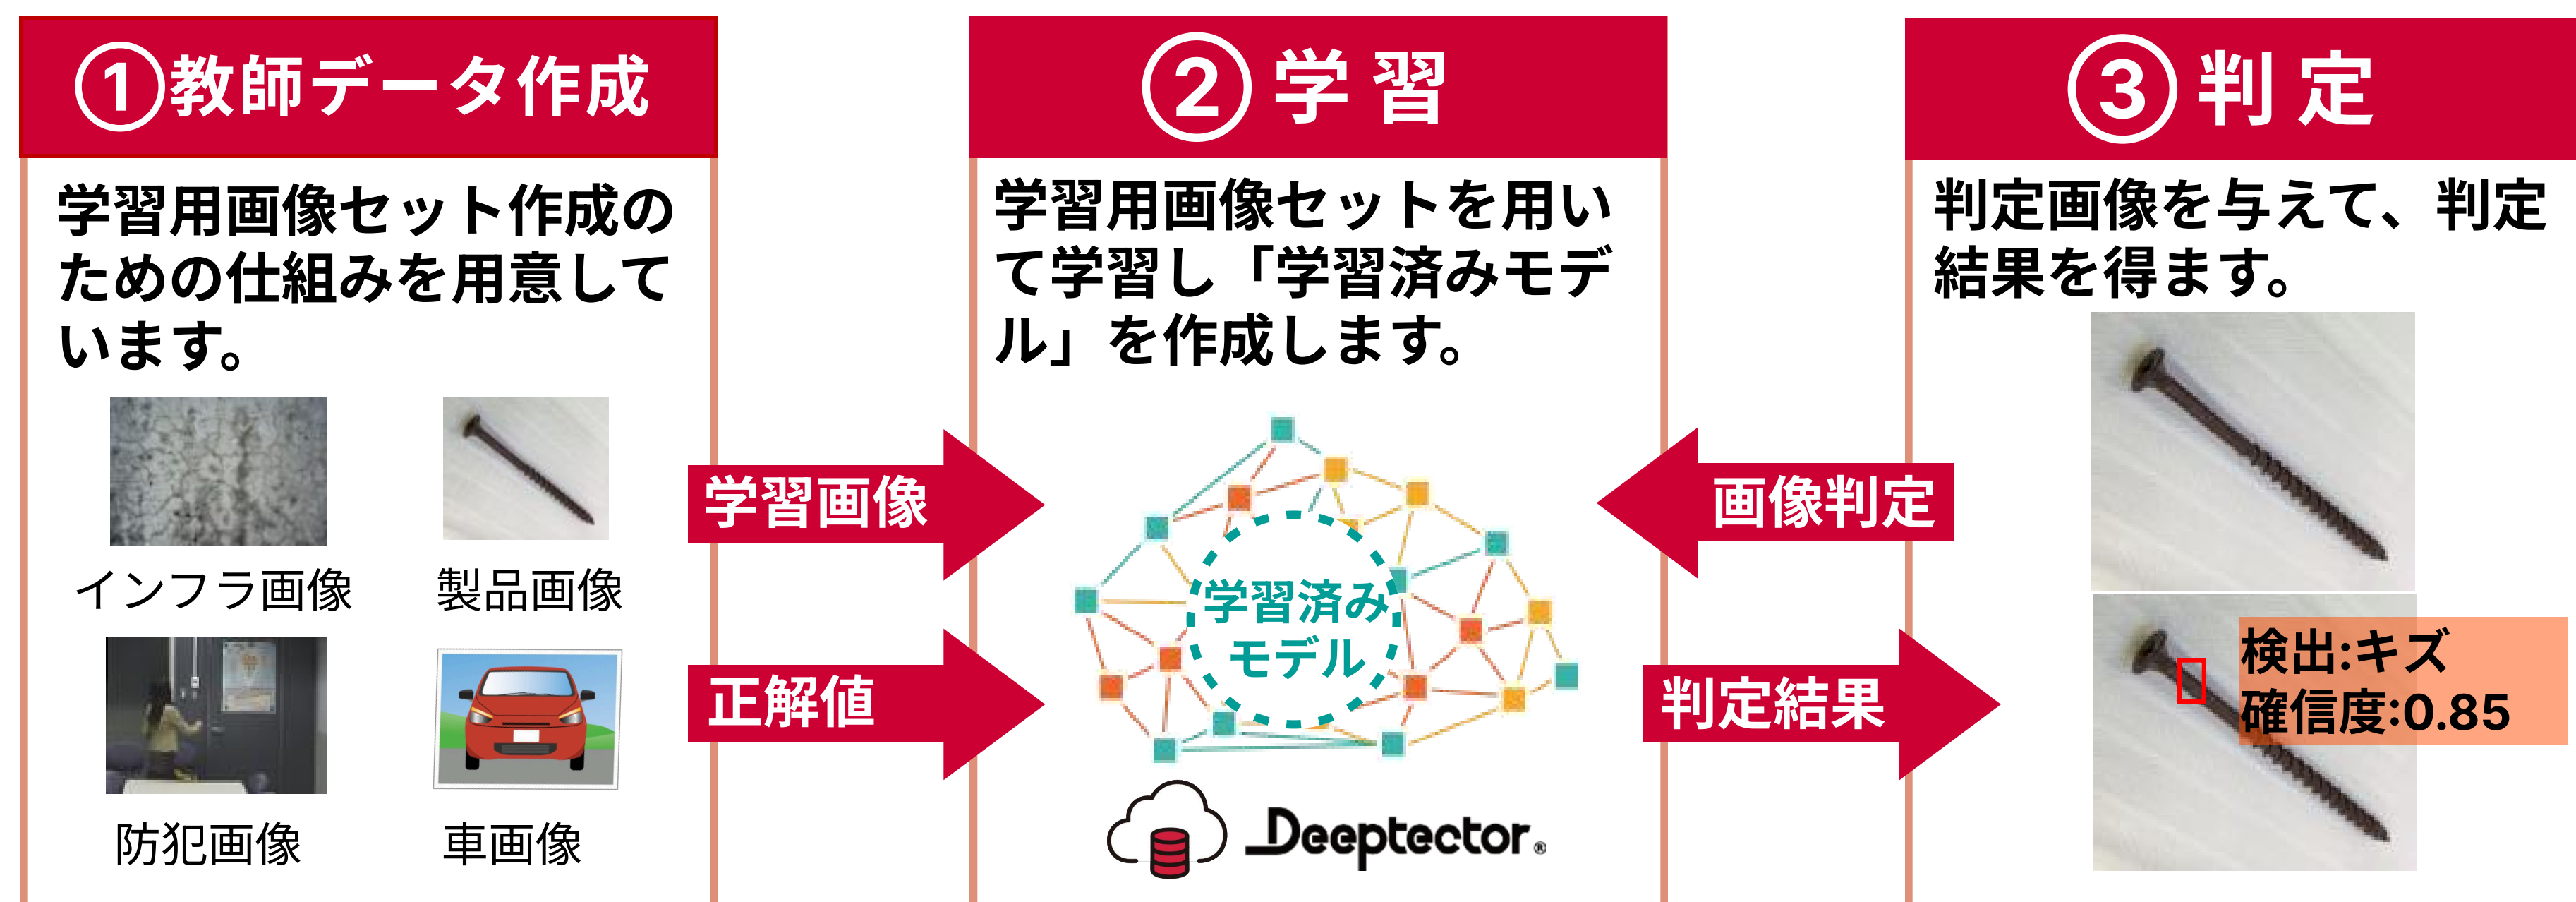 ①教師データ作成
学習用画像セット作成の
ための仕組みを用意して
います。
インフラ画像
製品画像
防犯画像
車画像
学習画像
正解値
②学習
学習用画像セットを用い
て学習し「学習済みモデ
ル」を作成します。
学習済み
モデル
Deeptector®
画像判定
判定結果
③判定
判定画像を与えて、判定
結果を得ます。
検出:キズ
確信度:0.85